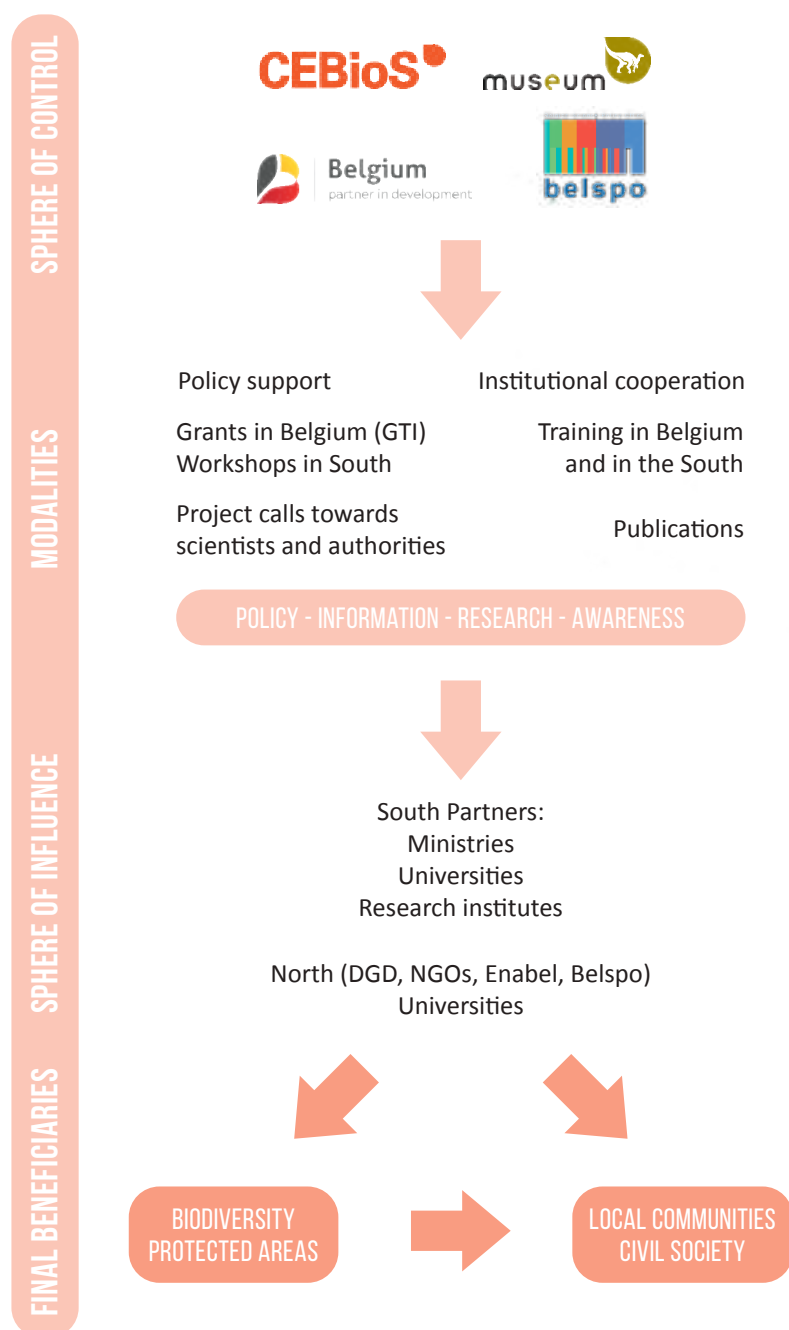 SPHERE OF CONTROL
CEBioS
museum
Belgium
partner in development
belspo
MODALITIES
Policy support
Institutional cooperation
Grants in Belgium (GTI)
Workshops in South
Training in Belgium
and in the South
Project calls towards
scientists and authorities
Publications
POLICY - INFORMATION - RESEARCH - AWARENESS
SPHERE OF INFLUENCE
South Partners:
Ministries
Universities
Research institutes
North (DGD, NGOs, Enabel, Belspo)
Universities
FINAL BENEFICIARIES
BIODIVERSITY
PROTECTED AREAS
LOCAL COMMUNITIES
CIVIL SOCIETY